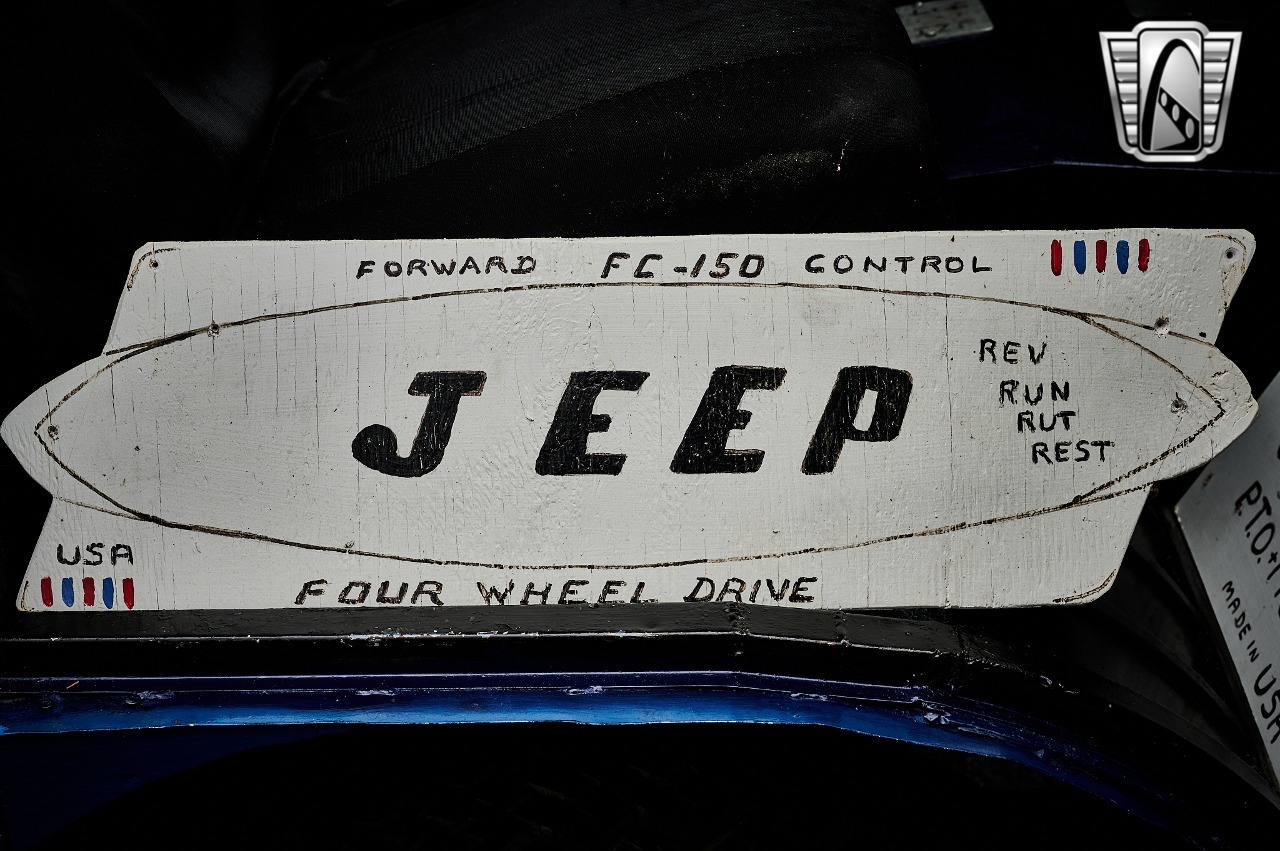 FORWARD FC-150 CONTROL
JEEP
REV
RUN
RUT
REST
USA
FOUR WHEEL DRIVE
MADE IN USA